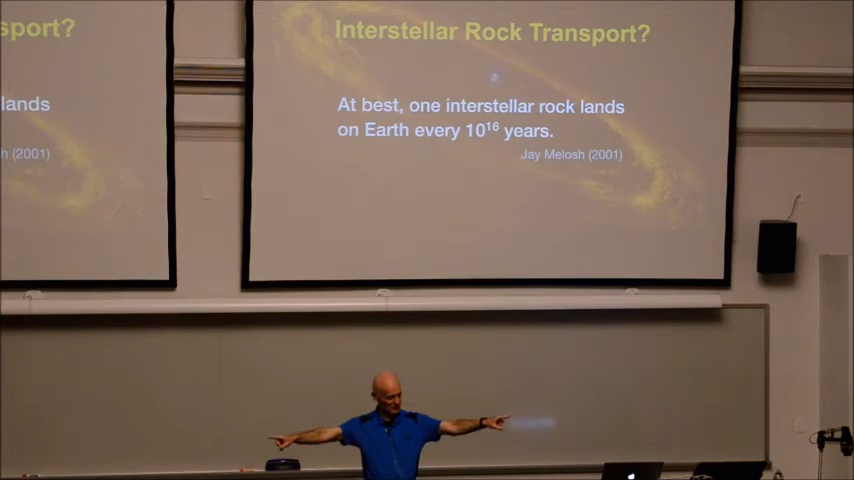 sport?
lands
h (2001)
Interstellar Rock Transport?
At best, one interstellar rock lands
on Earth every 10¹⁶ years.
Jay Melosh (2001)